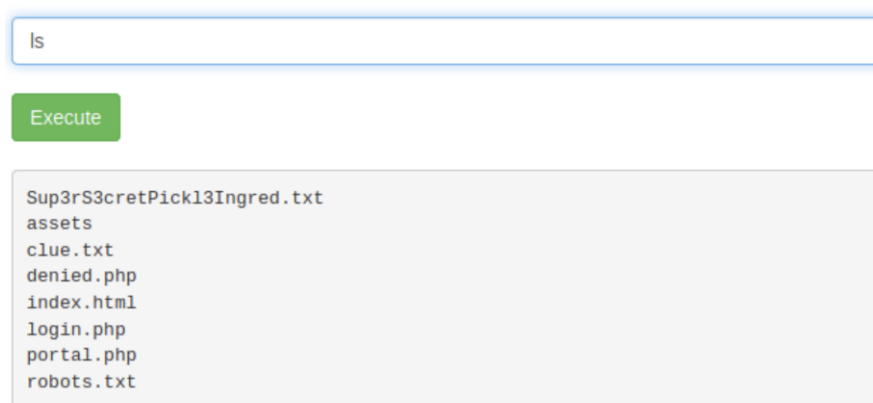 ls
Execute
Sup3rS3cretPickl3Ingred.txt
assets
clue.txt
denied.php
index.html
login.php
portal.php
robots.txt